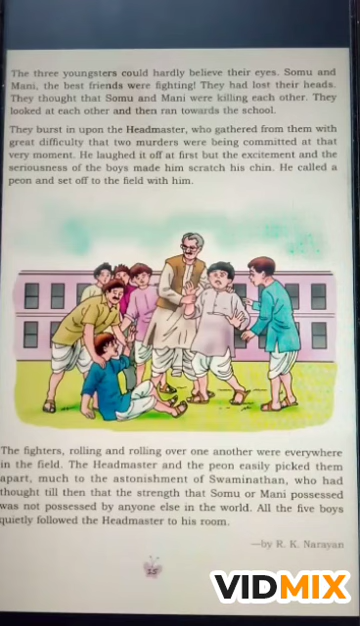 The three youngsters could hardly believe their eyes. Somu and
Mani, the best friends were fighting! They had lost their heads.
They thought that Somu and Mani were killing each other. They
looked at each other and then ran towards the school.
They burst in upon the Headmaster, who gathered from them with
great difficulty that two murders were being committed at that
very moment. He laughed it off at first but the excitement and the
seriousness of the boys made him scratch his chin. He called a
peon and set off to the field with him.
The fighters, rolling and rolling over one another were everywhere
in the field. The Headmaster and the peon easily picked them
apart, much to the astonishment of Swaminathan, who had
thought till then that the strength that Somu or Mani possessed
was not possessed by anyone else in the world. All the five boys
quietly followed the Headmaster to his room.
—by R. K. Narayan
VIDMIX